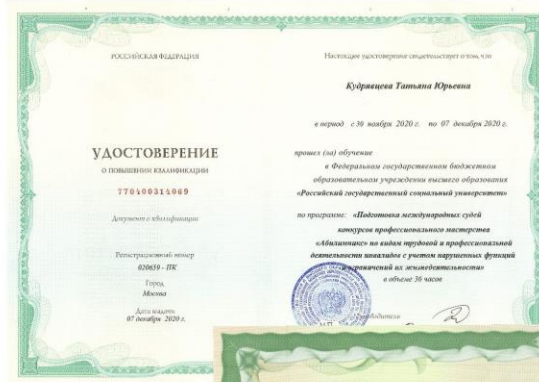 РОССИЙСКАЯ ФЕДЕРАЦИЯ
УДОСТОВЕРЕНИЕ
О ПОВЫШЕНИИ КВАЛИФИКАЦИИ
770400314069
Документ о квалификации
Регистрационный номер
020659 - ПК
Город
Москва
Дата выдачи
07 декабря 2020 г.
Настоящее удостоверение свидетельствует о том, что
Кудрявцева Татьяна Юрьевна
в период с 30 ноября 2020 г. по 07 декабря 2020 г.
прошел (ла) обучение
в Федеральном государственном бюджетном
образовательном учреждении высшего образования
«Российский государственный социальный университет»
по программе: «Подготовка международных судей
конкурсов профессионального мастерства
«Абилимпикс» по видам трудовой и профессиональной
деятельности инвалидов с учетом нарушенных функций
и ограничений их жизнедеятельности»
в объеме 36 часов
Руководитель